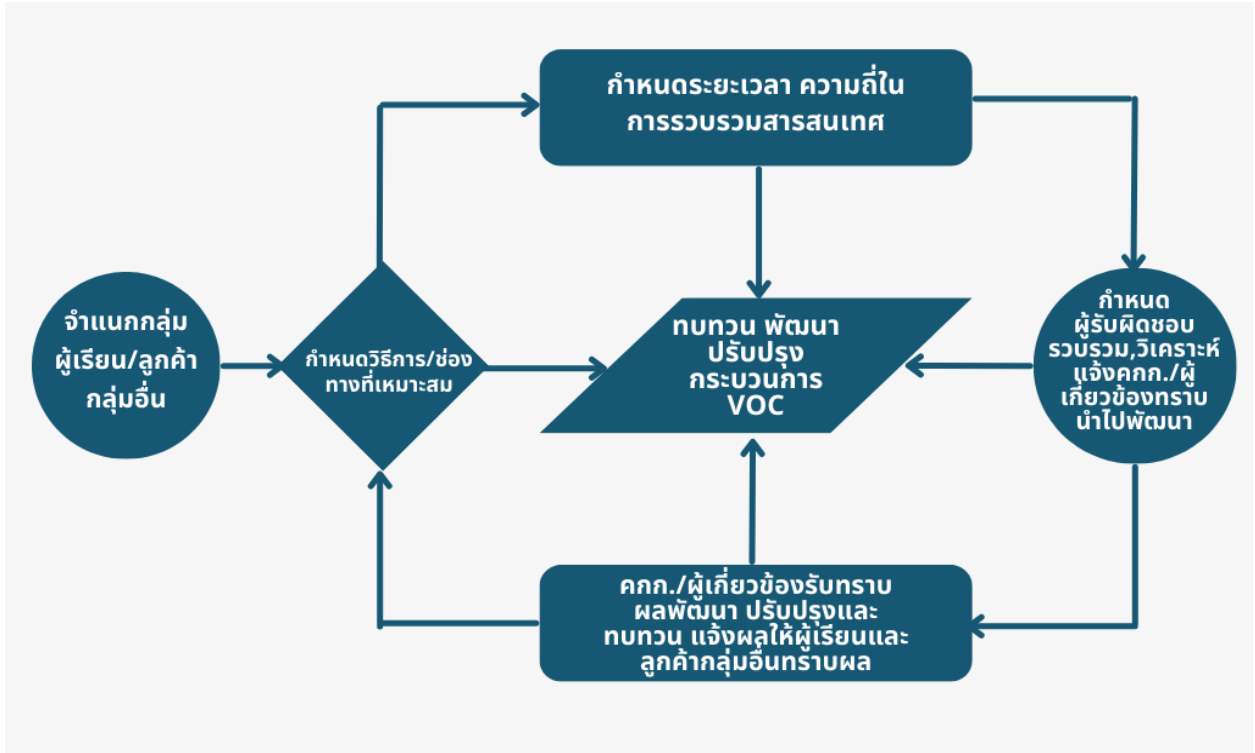 กำหนดระยะเวลา ความถี่ใน
การรวบรวมสารสนเทศ
จำแนกกลุ่ม
ผู้เรียน/ลูกค้า
กลุ่มอื่น
กำหนดวิธีการ/ช่อง
ทางที่เหมาะสม
ทบทวน พัฒนา
ปรับปรุง
กระบวนการ
VOC
กำหนด
ผู้รับผิดชอบ
รวบรวม,วิเคราะห์
แจ้งคกก./ผู้
เกี่ยวข้องทราบ
นำไปพัฒนา
คกก./ผู้เกี่ยวข้องรับทราบ
ผลพัฒนา ปรับปรุงและ
ทบทวน แจ้งผลให้ผู้เรียนและ
ลูกค้ากลุ่มอื่นทราบผล